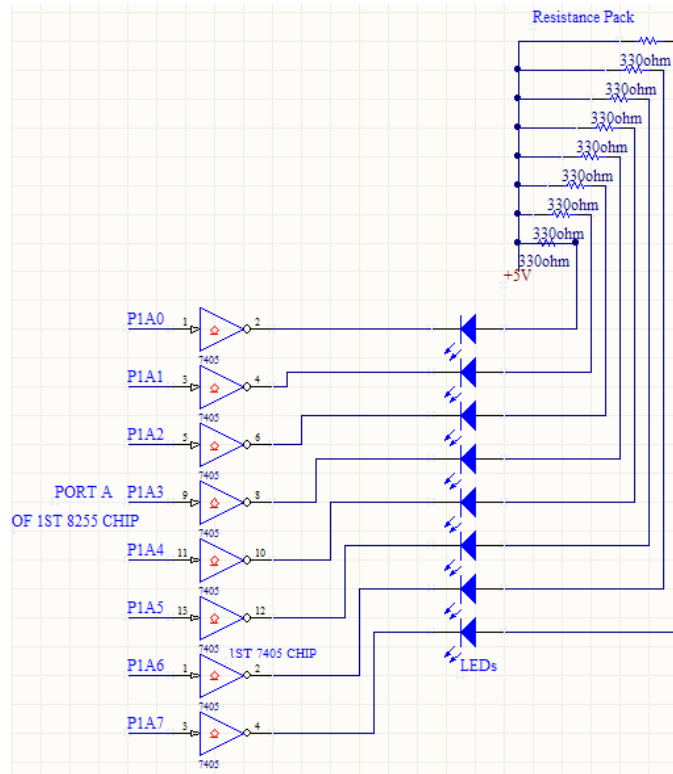 Resistance Pack
330ohm
330ohm
330ohm
330ohm
330ohm
330ohm
330ohm
330ohm
+5V
P1A0 1 2
7405
P1A1 3 4
7405
P1A2 5 6
7405
PORT A P1A3 9 8
OF 1ST 8255 CHIP
7405
P1A4 11 10
7405
P1A5 13 12
7405 1ST 7405 CHIP
P1A6 1 2
LEDs
7405
P1A7 3 4
7405